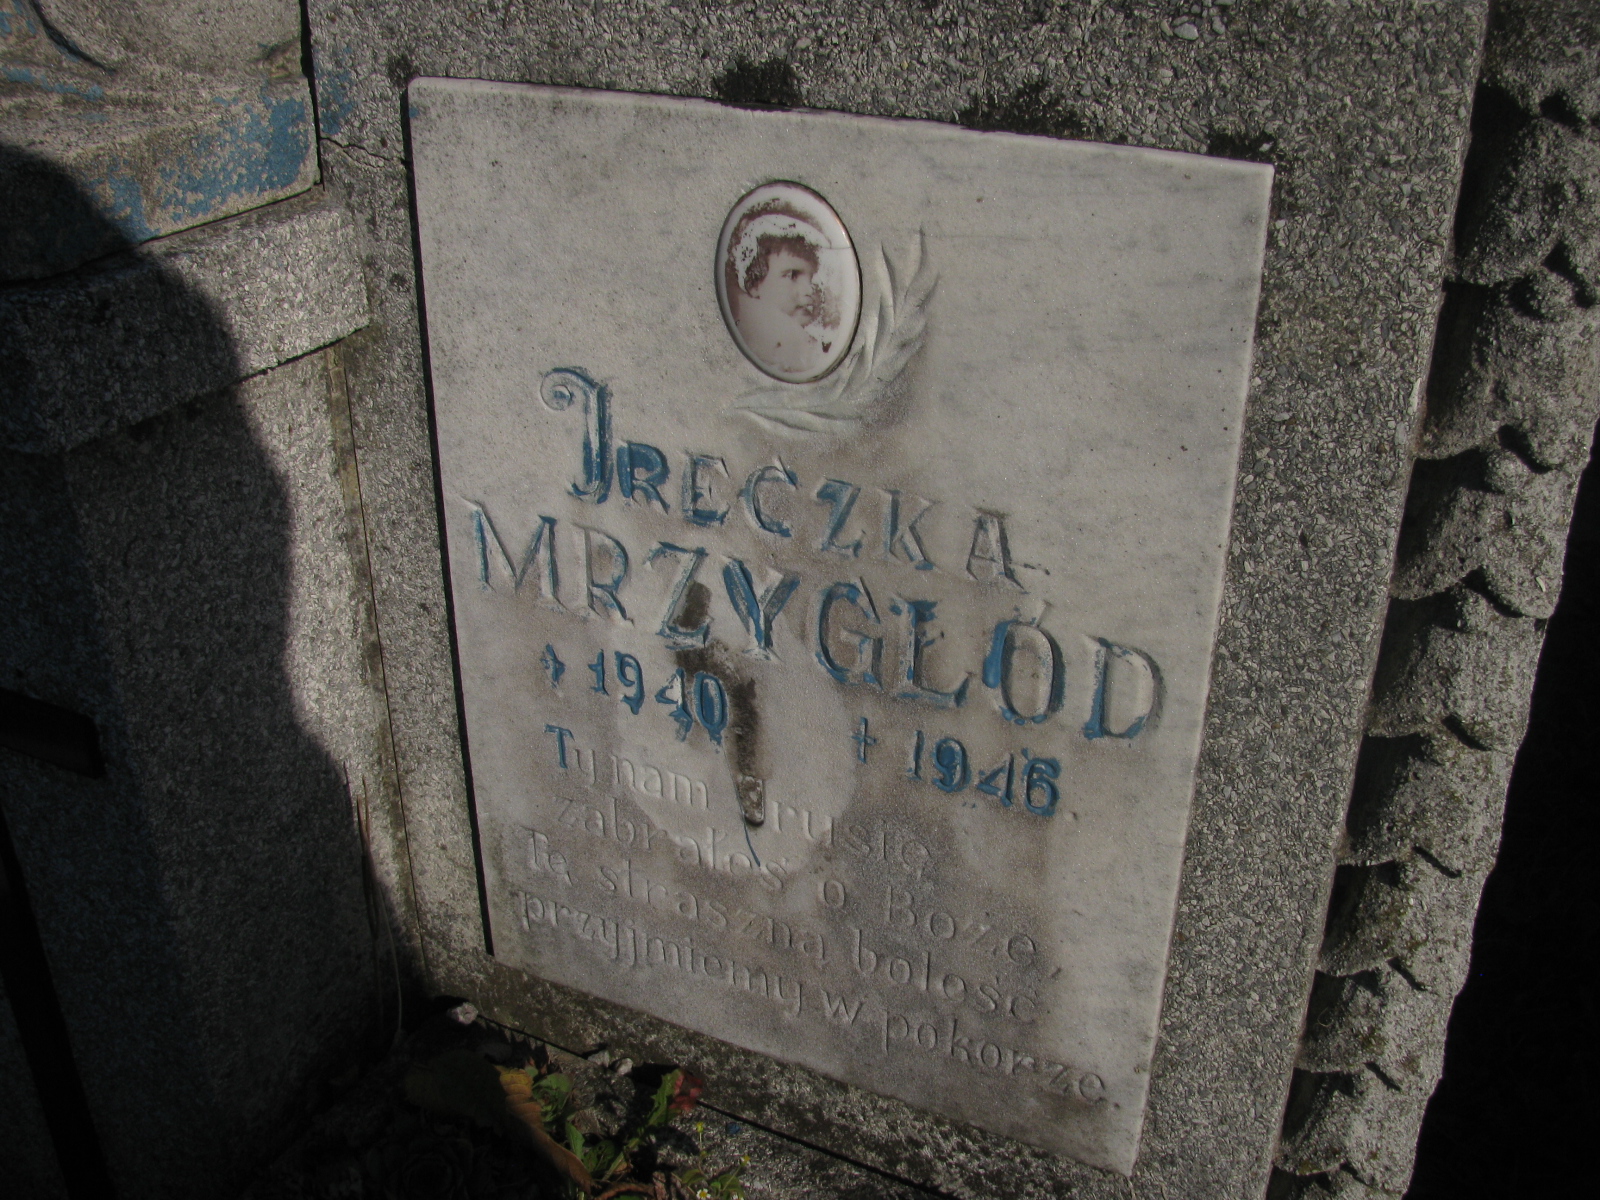 IRECZKA
MRZYGŁÓD
+ 1940
+ 1946
Ty nam Irusię
zabrałeś o Boże,
Tę straszną boleść
przyjmiemy w pokorze.